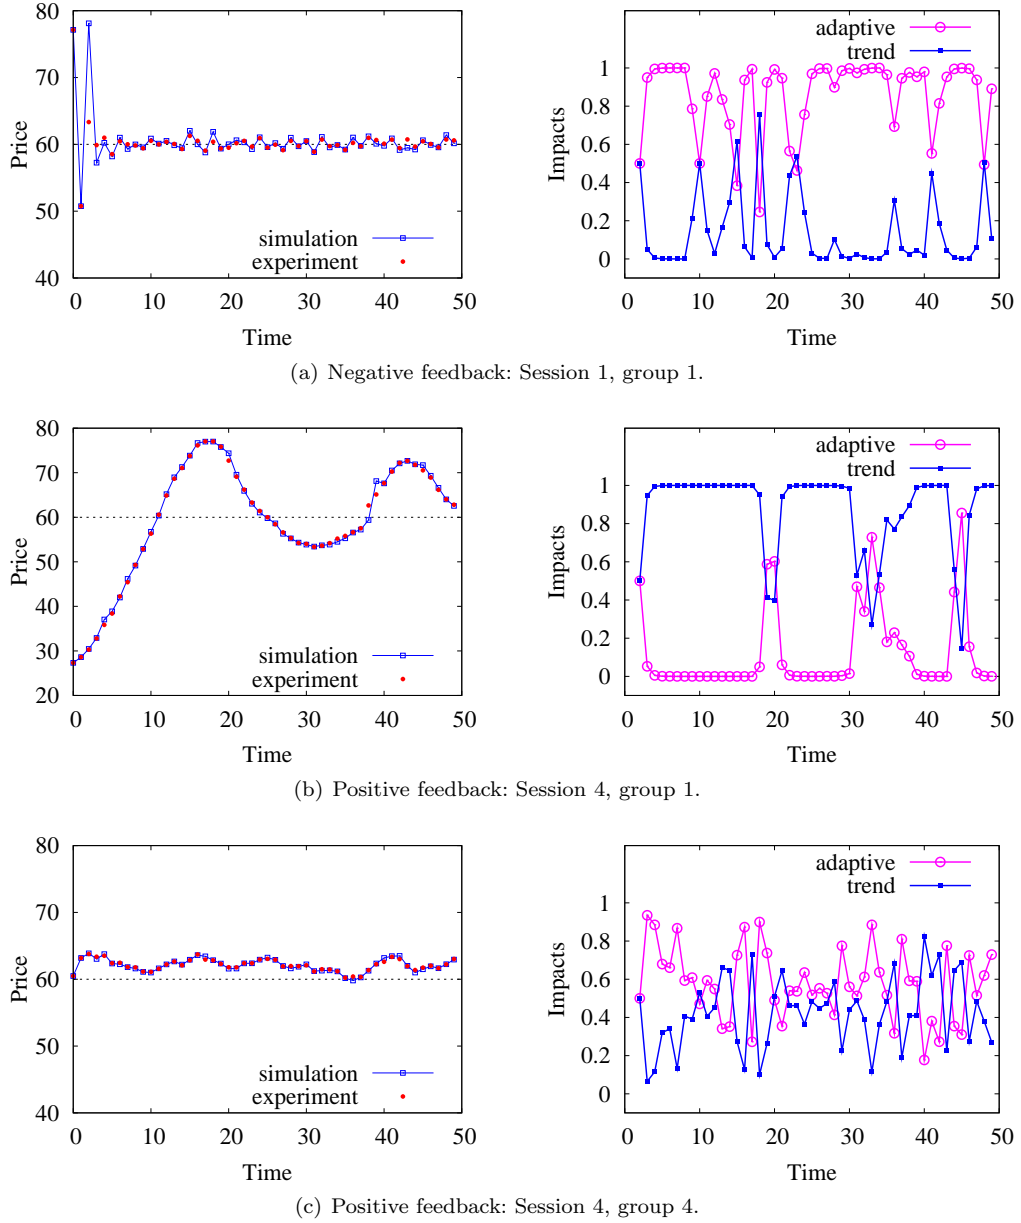 80
70
60
50
40
0 10 20 30 40 50
Price
Time
simulation
experiment
1
0.8
0.6
0.4
0.2
0
0 10 20 30 40 50
Impacts
Time
adaptive
trend
(a) Negative feedback: Session 1, group 1.
80
70
60
50
40
30
20
0 10 20 30 40 50
Price
Time
simulation
experiment
1
0.8
0.6
0.4
0.2
0
0 10 20 30 40 50
Impacts
Time
adaptive
trend
(b) Positive feedback: Session 4, group 1.
80
70
60
50
40
0 10 20 30 40 50
Price
Time
simulation
experiment
1
0.8
0.6
0.4
0.2
0
0 10 20 30 40 50
Impacts
Time
adaptive
trend
(c) Positive feedback: Session 4, group 4.